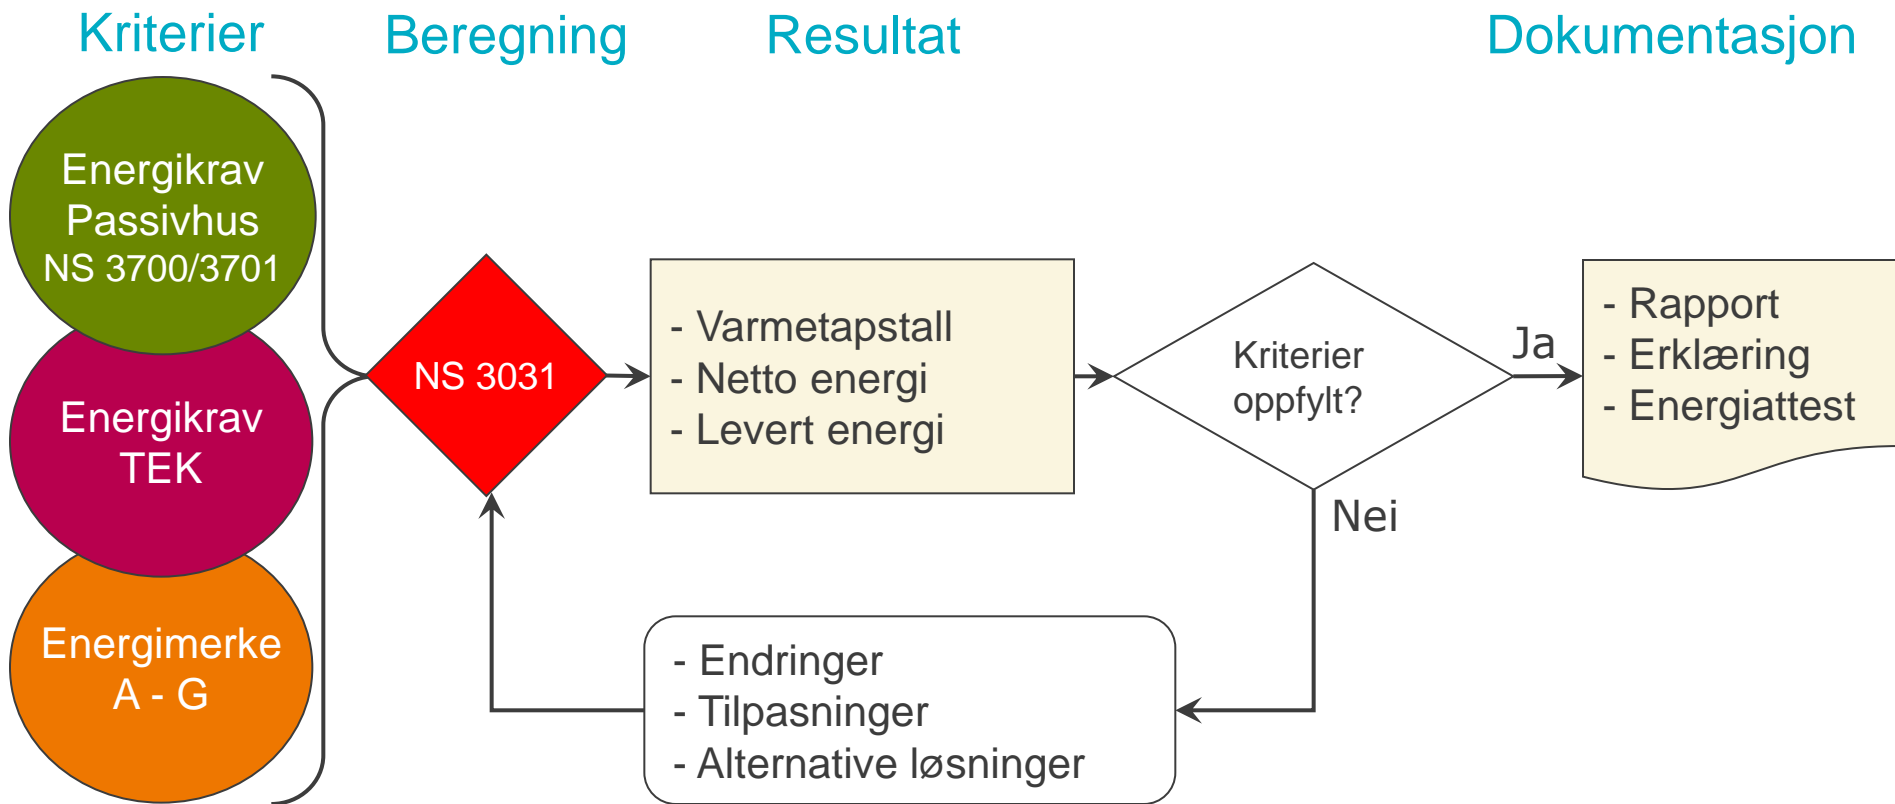 Kriterier
Beregning
Resultat
Dokumentasjon
Energikrav
Passivhus
NS 3700/3701
Energikrav
TEK
Energimerke
A - G
NS 3031
- Varmetapstall
- Netto energi
- Levert energi
Kriterier
oppfylt?
Ja
- Rapport
- Erklæring
- Energiattest
Nei
- Endringer
- Tilpasninger
- Alternative løsninger